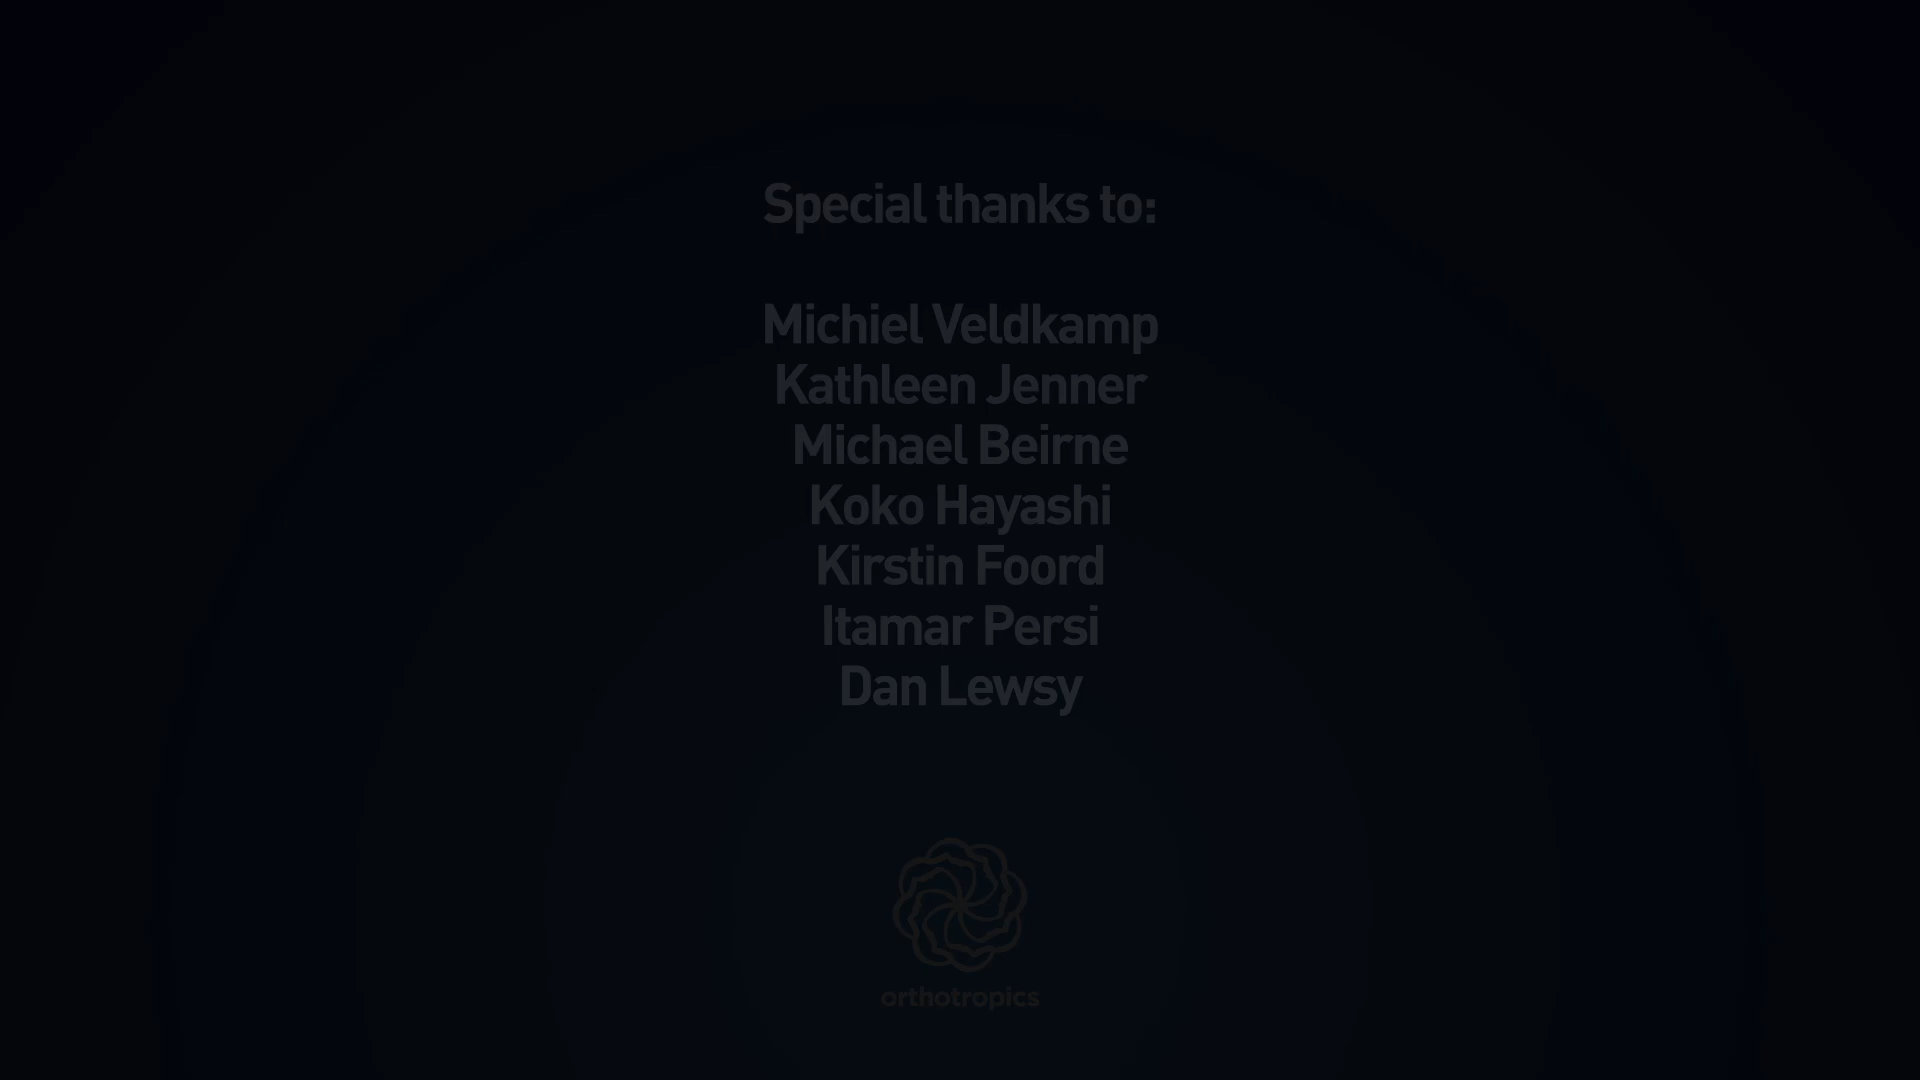 Special thanks to:
Michiel Veldkamp
Kathleen Jenner
Michael Beirne
Koko Hayashi
Kirstin Foord
Itamar Persi
Dan Lewsy
orthotropics